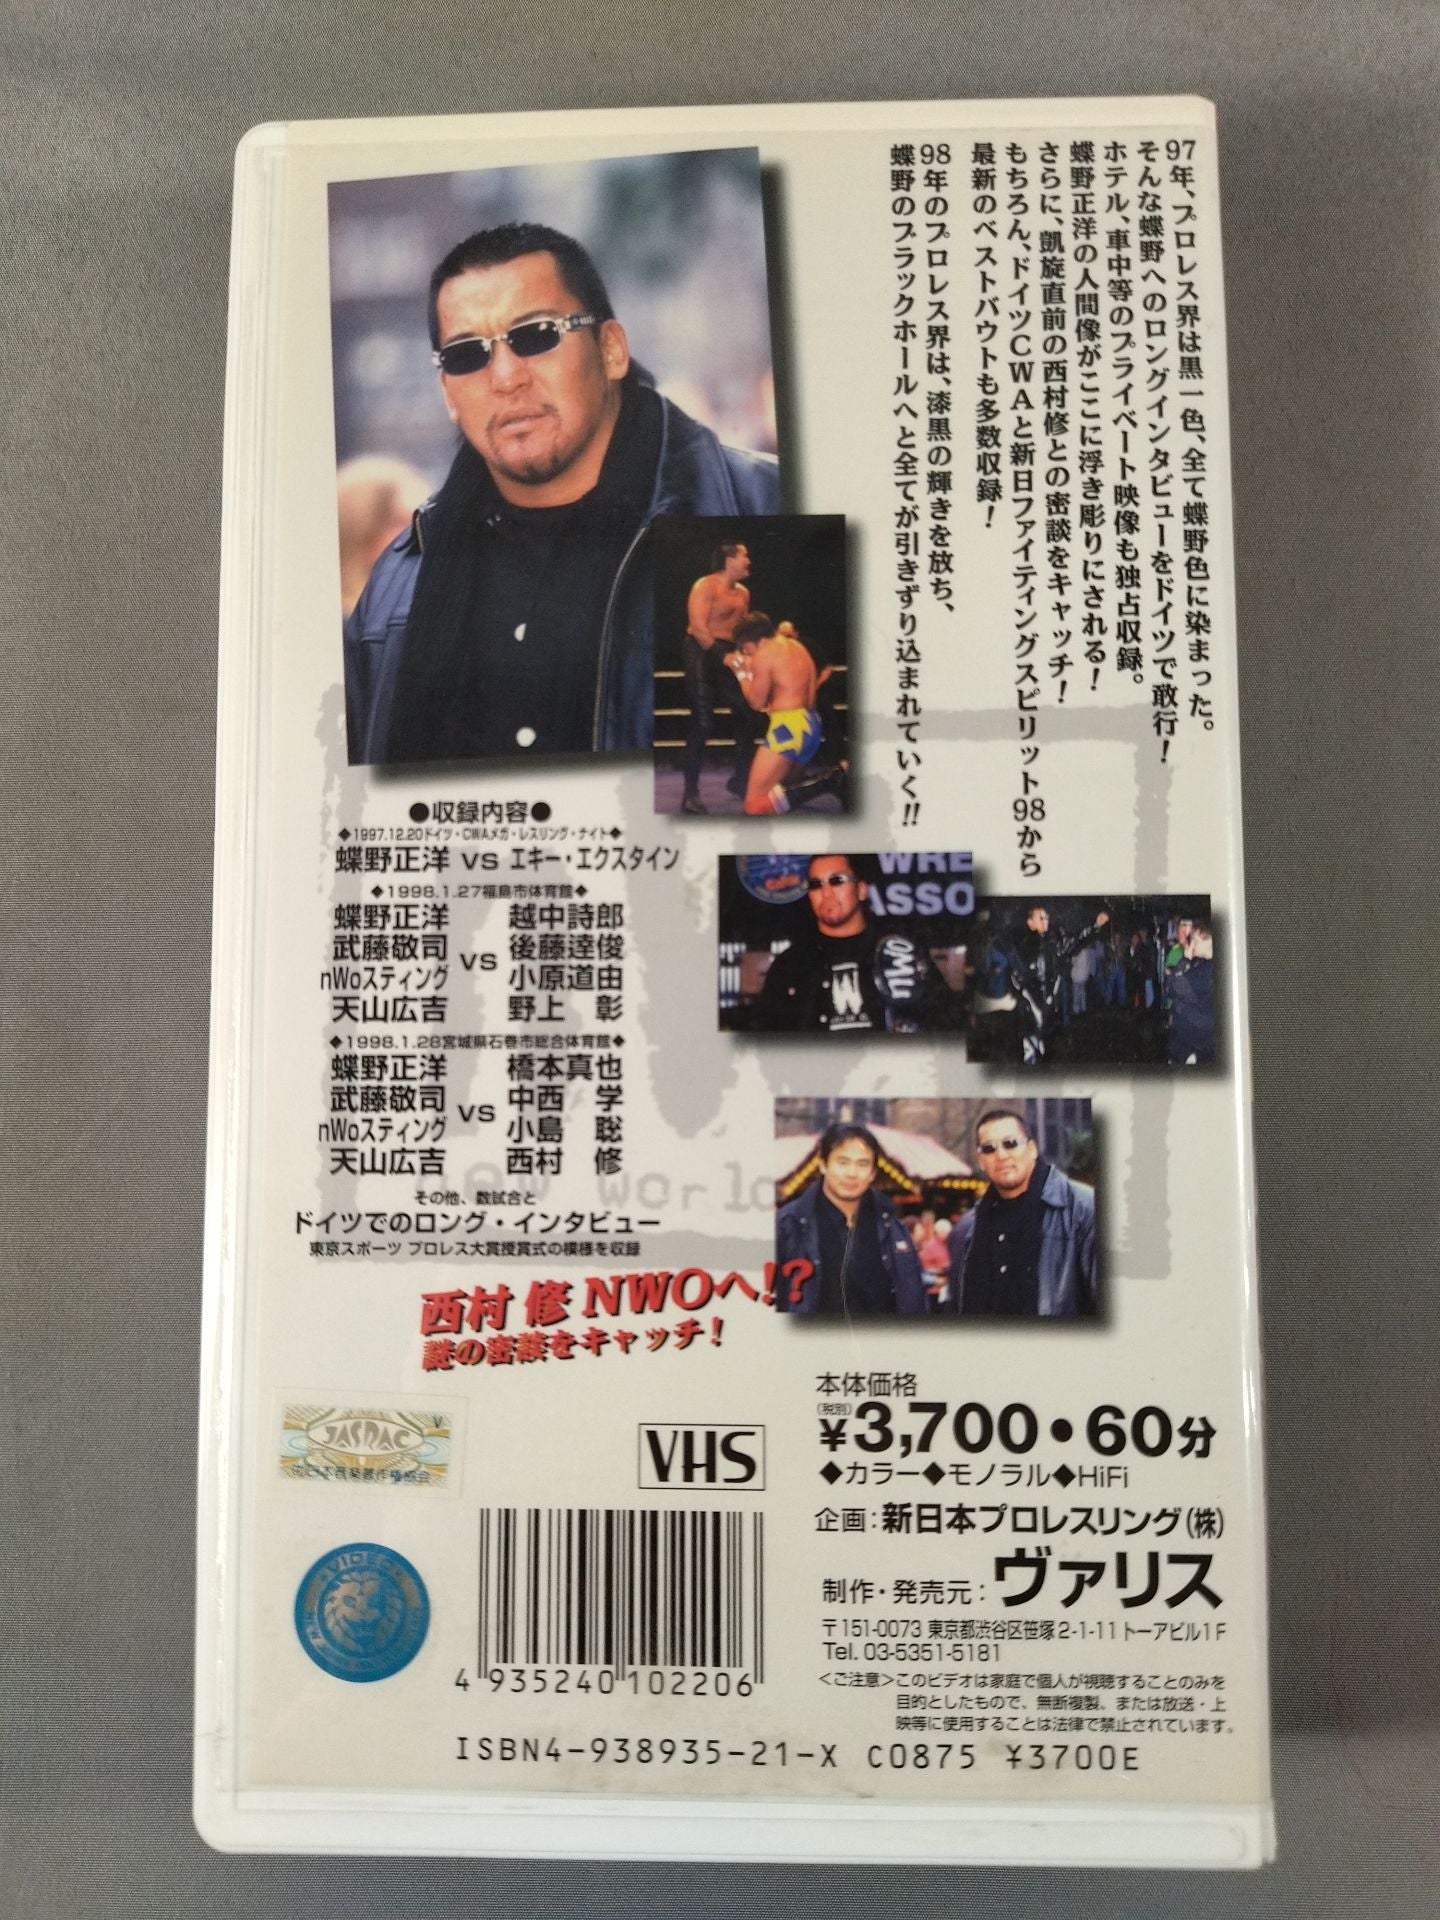 97年、プロレス界は黒一色、全て蝶野色に染まった。
そんな蝶野へのロングインタビューをドイツで敢行！
ホテル、車中等のプライベート映像も独占収録。
蝶野正洋の人間像がここに浮き彫りにされる！
さらに、凱旋直前の西村修との密談をキャッチ！
もちろん、ドイツCWAと新日ファイティングスピリット98から
最新のベストバウトも多数収録！
98年のプロレス界は、漆黒の輝きを放ち、
蝶野のブラックホールへと全てが引きずり込まれていく!!
WRE
ASSO
●収録内容●
◆1997.12.20ドイツ・CWAメガ・レスリング・ナイト◆
蝶野正洋 vs エキー・エクスタイン
◆1998.1.27福島市体育館◆
蝶野正洋 越中詩郎
武藤敬司 後藤達俊
vs
nWoスティング 小原道由
天山広吉 野上 彰
◆1998.1.28宮城県石巻市総合体育館◆
蝶野正洋 橋本真也
武藤敬司 中西 学
vs
nWoスティング 小島 聡
天山広吉 西村 修
new world
その他、数試合と
ドイツでのロング・インタビュー
東京スポーツ プロレス大賞授賞式の模様を収録
西村 修 NWOへ!?
謎の密談をキャッチ！
本体価格
(税別)
¥3,700●60分
◆カラー◆モノラル◆HiFi
V
JASRAC
㈳日本音楽著作権協会
VHS
企画：新日本プロレスリング(株)
制作・発売元：ヴァリス
〒151-0073 東京都渋谷区笹塚2-1-11トーアビル1F
Tel. 03-5351-5181
<ご注意>このビデオは家庭で個人が視聴することのみを
目的としたもので、無断複製、または放送・上
映等に使用することは法律で禁止されています。
VIDEO
4 935240 102206
ISBN4-938935-21-X C0875 ¥3700E